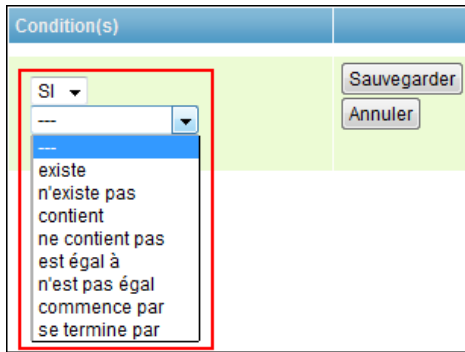 Condition(s)
SI
Sauvegarder
---
Annuler
---
existe
n'existe pas
contient
ne contient pas
est égal à
n'est pas égal
commence par
se termine par